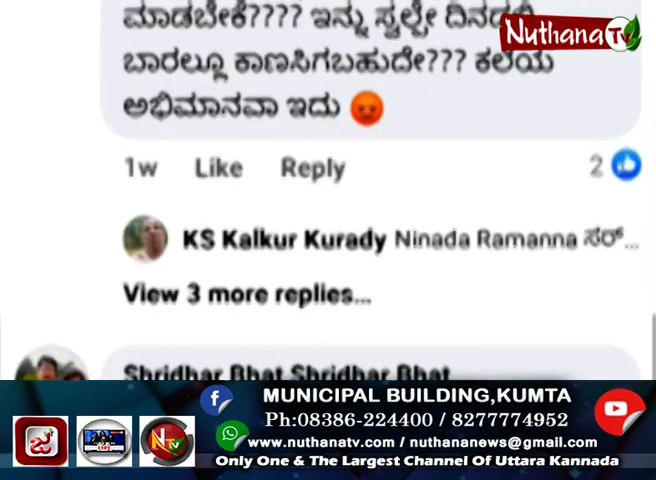 ಮಾಡಬೇಕೆ???? ಇನ್ನು ಸ್ವಲ್ಪೇ ದಿನದಲ್ಲಿ
Nuthana Tv
ಬಾರಲ್ಲೂ ಕಾಣಸಿಗಬಹುದೇ??? ಕಲೆಯ
ಅಭಿಮಾನವಾ ಇದು 😡
1w Like Reply 2
KS Kalkur Kurady Ninada Ramanna ಸರ್...
View 3 more replies...
Shridhar Bhat Shridhar Bhat
MUNICIPAL BUILDING,KUMTA
Ph:08386-224400 / 8277774952
www.nuthanatv.com / nuthananews@gmail.com
Only One & The Largest Channel Of Uttara Kannada